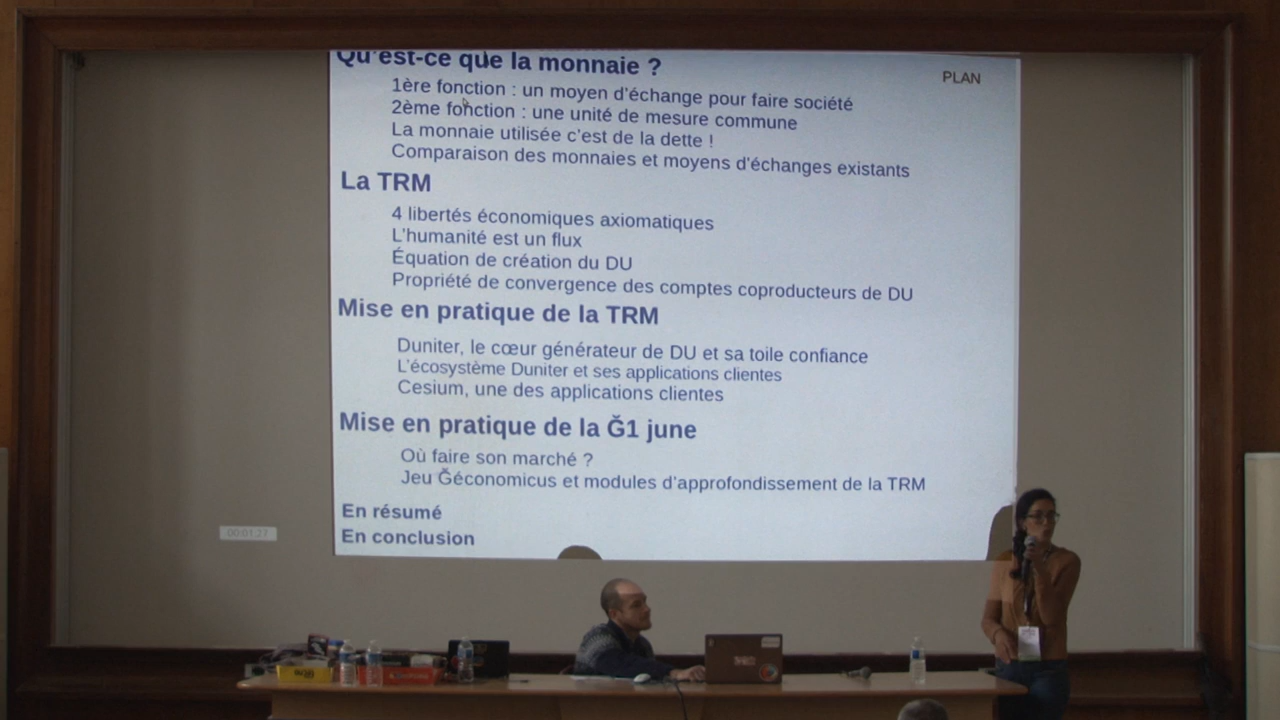 Qu'est-ce que la monnaie ?
PLAN
1ère fonction : un moyen d'échange pour faire société
2ème fonction : une unité de mesure commune
La monnaie utilisée c'est de la dette !
Comparaison des monnaies et moyens d'échanges existants
La TRM
4 libertés économiques axiomatiques
L'humanité est un flux
Équation de création du DU
Propriété de convergence des comptes coproducteurs de DU
Mise en pratique de la TRM
Duniter, le cœur générateur de DU et sa toile confiance
L'écosystème Duniter et ses applications clientes
Cesium, une des applications clientes
Mise en pratique de la Ğ1 june
Où faire son marché ?
Jeu Ğéconomicus et modules d'approfondissement de la TRM
En résumé
En conclusion
00:01:27